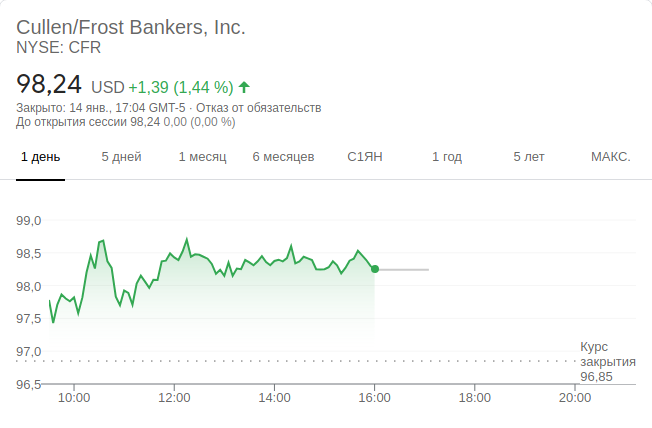 Cullen/Frost Bankers, Inc.
NYSE: CFR
98,24 USD +1,39 (1,44 %)
Закрыто: 14 янв., 17:04 GMT-5 · Отказ от обязательств
До открытия сессии 98,24 0,00 (0,00 %)
1 день 5 дней 1 месяц 6 месяцев С1ЯН 1 год 5 лет МАКС.
99,0
98,5
98,0
97,5
97,0
Курс
закрытия
96,85
96,5
10:00 12:00 14:00 16:00 18:00 20:00